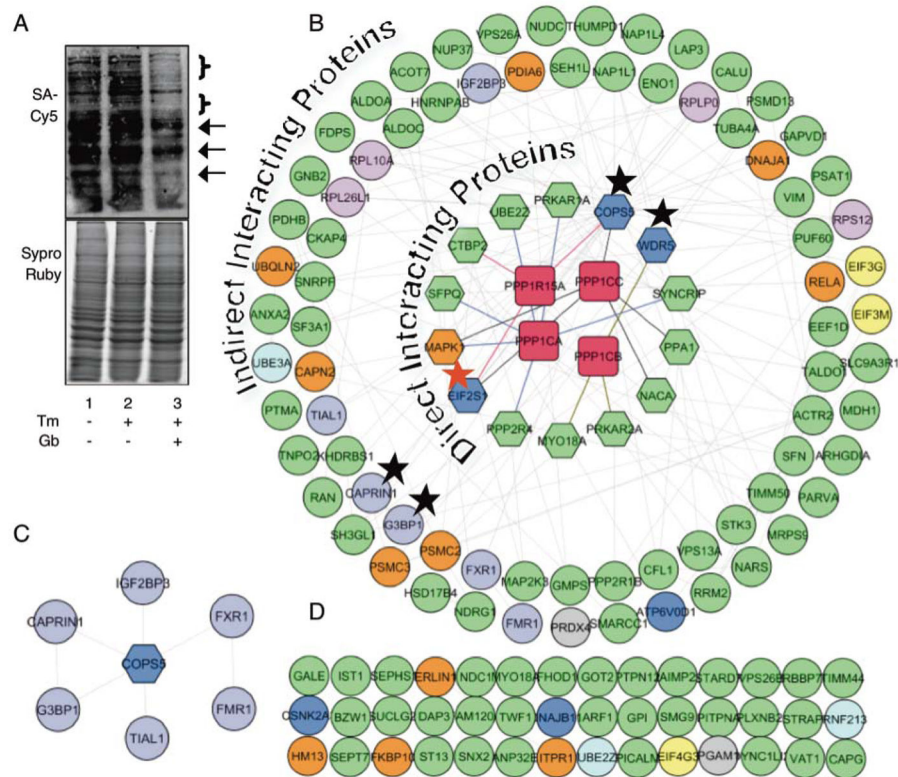 A
SA-
Cy5
Sypro
Ruby
1 2 3
Tm - + +
Gb - - +
B
Indirect Interacting Proteins
Direct Interacting Proteins
NUDC
THUMPD1
VPS26A
NAP1L4
NUP37
LAP3
PDIA6
SEH1L
NAP1L1
IGF2BP3
ENO1
CALU
ACOT7
HNRNPAB
RPLP0
PSMD13
ALDOA
ALDOC
TUBA4A
GAPVD1
FDPS
RPL10A
DNAJA1
PSAT1
GNB2
RPL26L1
VIM
RPS12
PDHB
CKAP4
PUF60
EIF3G
UBQLN2
SNRPF
RELA
EIF3M
ANXA2
SF3A1
EEF1D
SLC9A3R1
UBE3A
CAPN2
TALDO1
MDH1
PTMA
TIAL1
ACTR2
ARHGDIA
TNPO2
KHDRBS1
SFN
PARVA
RAN
CAPRIN1
TIMM50
MRPS9
SH3GL1
G3BP1
STK3
NARS
PSMC3
PSMC2
VPS13A
RRM2
HSD17B4
FXR1
MAP2K3
GMPS
PPP2R1B
CFL1
ATP6V0D1
NDRG1
FMR1
PRDX4
SMARCC1
UBE2Z
PRKAR1A
COPS5
CTBP2
WDR5
PPP1R15A
PPP1CC
SFPQ
SYNCRIP
MAPK1
PPP1CA
PPP1CB
PPA1
EIF2S1
NACA
PPP2R4
MYO18A
PRKAR2A
C
IGF2BP3
CAPRIN1
FXR1
COPS5
G3BP1
FMR1
TIAL1
D
GALE IST1 SEPHS ERLIN1 NDC1 MYO18A FHOD1 GOT2 PTPN12 AIMP2 STARD7 VPS26B RBBP7 TIMM44
CSNK2A BZW1 SUCLG2 DAP3 AM120 TWF1 NAJB1 ARF1 GPI SMG9 PITPNA PLXNB2 STRAP RNF213
HM13 SEPT7 FKBP10 ST13 SNX2 ANP32E ITPR1 UBE2Z PICALM EIF4G3 PGAM1 YNC1LI VAT1 CAPG